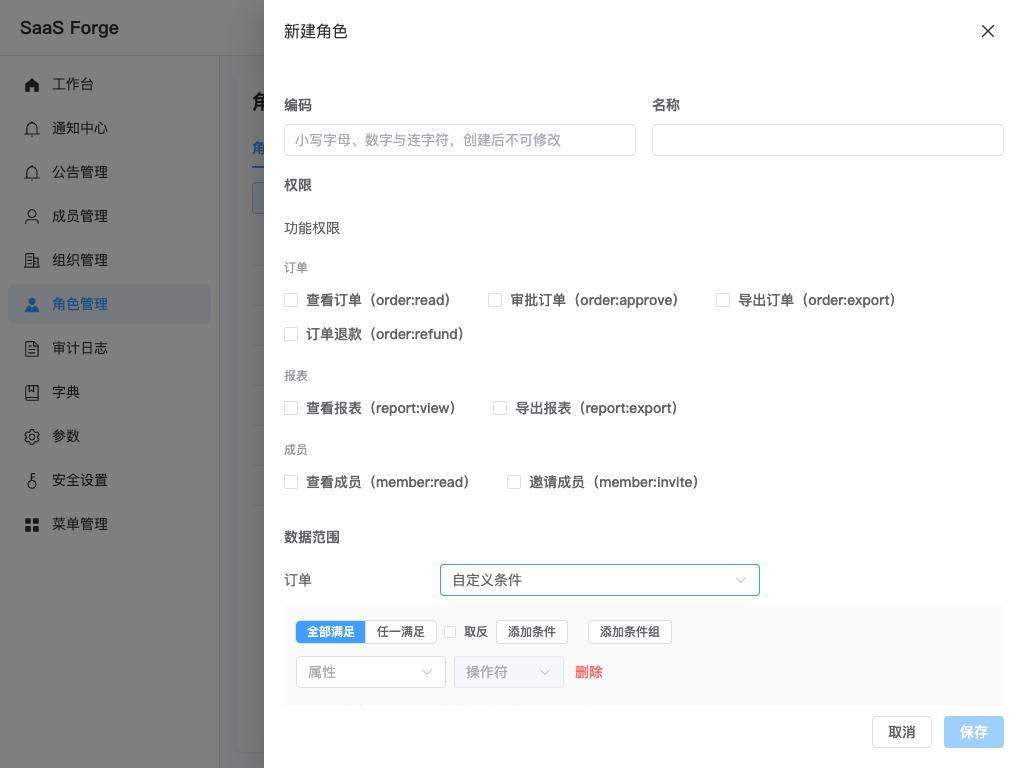 SaaS Forge
新建角色
工作台
通知中心
公告管理
成员管理
组织管理
角色管理
审计日志
字典
参数
安全设置
菜单管理
编码
名称
小写字母、数字与连字符，创建后不可修改
权限
功能权限
订单
查看订单（order:read）
审批订单（order:approve）
导出订单（order:export）
订单退款（order:refund）
报表
查看报表（report:view）
导出报表（report:export）
成员
查看成员（member:read）
邀请成员（member:invite）
数据范围
订单
自定义条件
全部满足
任一满足
取反
添加条件
添加条件组
属性
操作符
删除
取消
保存